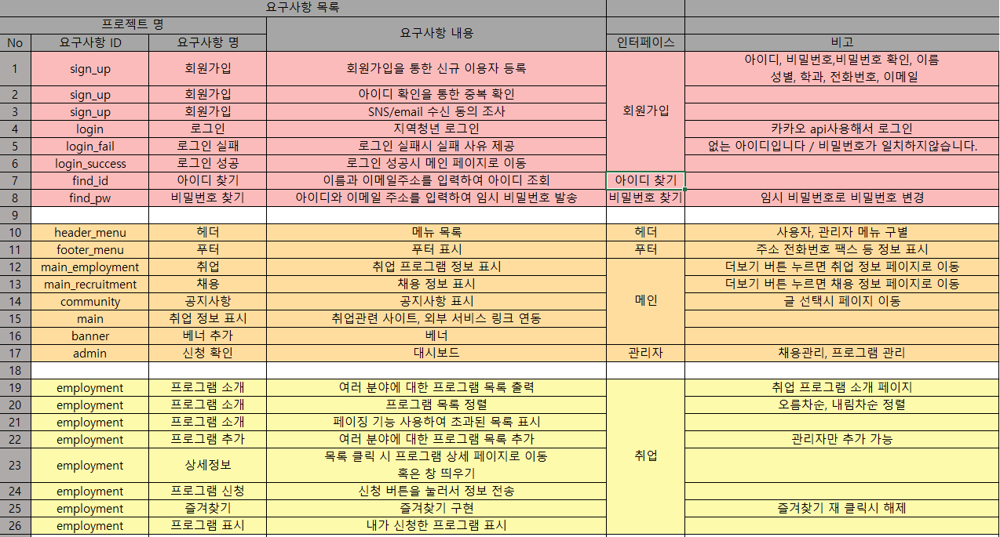 요구사항 목록
프로젝트 명
요구사항 내용
No 요구사항 ID 요구사항 명 인터페이스 비고
1 sign_up 회원가입 회원가입을 통한 신규 이용자 등록 아이디, 비밀번호,비밀번호 확인, 이름
성별, 학과, 전화번호, 이메일
2 sign_up 회원가입 아이디 확인을 통한 중복 확인
3 sign_up 회원가입 SNS/email 수신 동의 조사
회원가입
4 login 로그인 지역청년 로그인 카카오 api사용해서 로그인
5 login_fail 로그인 실패 로그인 실패시 실패 사유 제공 없는 아이디입니다 / 비밀번호가 일치하지않습니다.
6 login_success 로그인 성공 로그인 성공시 메인 페이지로 이동
7 find_id 아이디 찾기 이름과 이메일주소를 입력하여 아이디 조회 아이디 찾기
8 find_pw 비밀번호 찾기 아이디와 이메일 주소를 입력하여 임시 비밀번호 발송 비밀번호 찾기 임시 비밀번호로 비밀번호 변경
9
10 header_menu 헤더 메뉴 목록 헤더 사용자, 관리자 메뉴 구별
11 footer_menu 푸터 푸터 표시 푸터 주소 전화번호 팩스 등 정보 표시
12 main_employment 취업 취업 프로그램 정보 표시 더보기 버튼 누르면 취업 정보 페이지로 이동
13 main_recruitment 채용 채용 정보 표시 더보기 버튼 누르면 채용 정보 페이지로 이동
14 community 공지사항 공지사항 표시 메인 글 선택시 페이지 이동
15 main 취업 정보 표시 취업관련 사이트, 외부 서비스 링크 연동
16 banner 베너 추가 베너
17 admin 신청 확인 대시보드 관리자 채용관리, 프로그램 관리
18
19 employment 프로그램 소개 여러 분야에 대한 프로그램 목록 출력 취업 프로그램 소개 페이지
20 employment 프로그램 소개 프로그램 목록 정렬 오름차순, 내림차순 정렬
21 employment 프로그램 소개 페이징 기능 사용하여 초과된 목록 표시
22 employment 프로그램 추가 여러 분야에 대한 프로그램 목록 추가 관리자만 추가 가능
23 employment 상세정보 목록 클릭 시 프로그램 상세 페이지로 이동 취업
혹은 창 띄우기
24 employment 프로그램 신청 신청 버튼을 눌러서 정보 전송
25 employment 즐겨찾기 즐겨찾기 구현 즐겨찾기 재 클릭시 해제
26 employment 프로그램 표시 내가 신청한 프로그램 표시